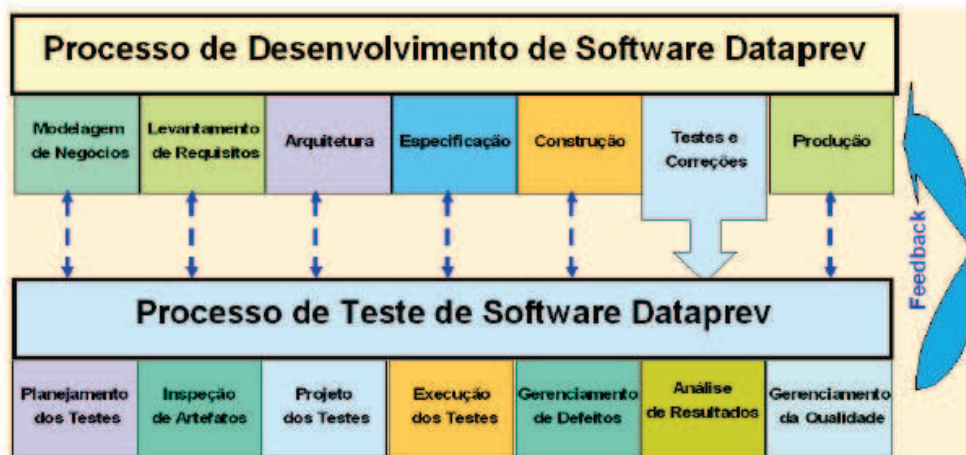 Processo de Desenvolvimento de Software Dataprev
Modelagem
de Negócios
Levantamento
de Requisitos
Arquitetura
Especificação
Construção
Testes e
Correções
Produção
Feedback
Processo de Teste de Software Dataprev
Planejamento
dos Testes
Inspeção
de Artefatos
Projeto
dos Testes
Execução
dos Testes
Gerenciamento
de Defeitos
Análise
de Resultados
Gerenciamento
da Qualidade